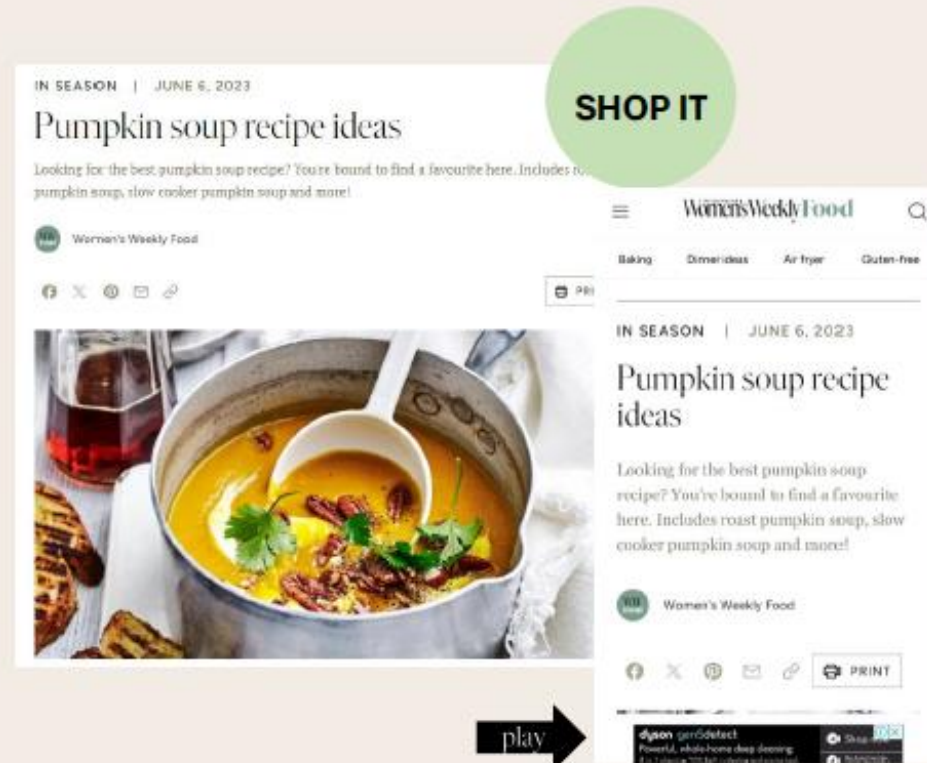 SHOP IT
IN SEASON | JUNE 6, 2023
Pumpkin soup recipe ideas
Looking for the best pumpkin soup recipe? You're bound to find a favourite here. Includes
pumpkin soup, slow cooker pumpkin soup and more!
Women's Weekly Food
Women's Weekly Food
Baking Dinner ideas Air fryer Gluten-free
IN SEASON | JUNE 6, 2023
Pumpkin soup recipe
ideas
Looking for the best pumpkin soup
recipe? You're bound to find a favourite
here. Includes roast pumpkin soup, slow
cooker pumpkin soup and more!
Women's Weekly Food
PRINT
play
dyson gen5detect
Powerful, whole-home deep cleaning